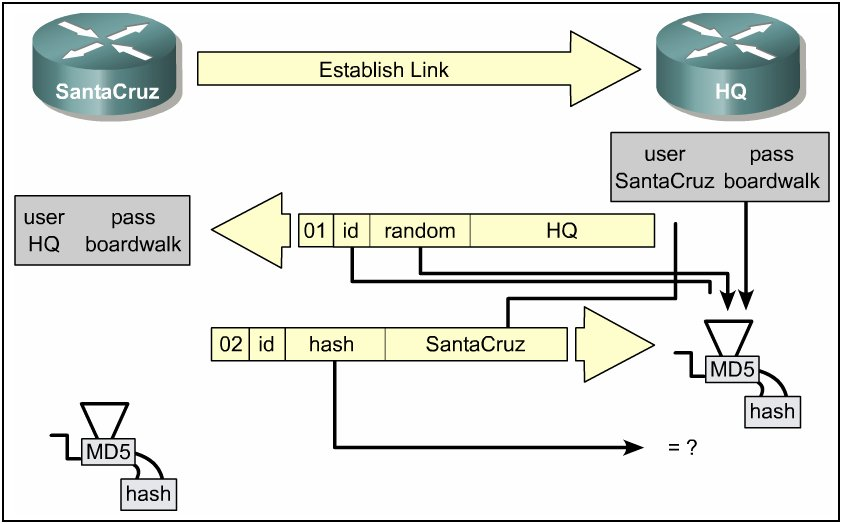 SantaCruz
Establish Link
HQ
user pass
SantaCruz boardwalk
user pass
HQ boardwalk
01 id random HQ
02 id hash SantaCruz
MD5
hash
= ?
MD5
hash